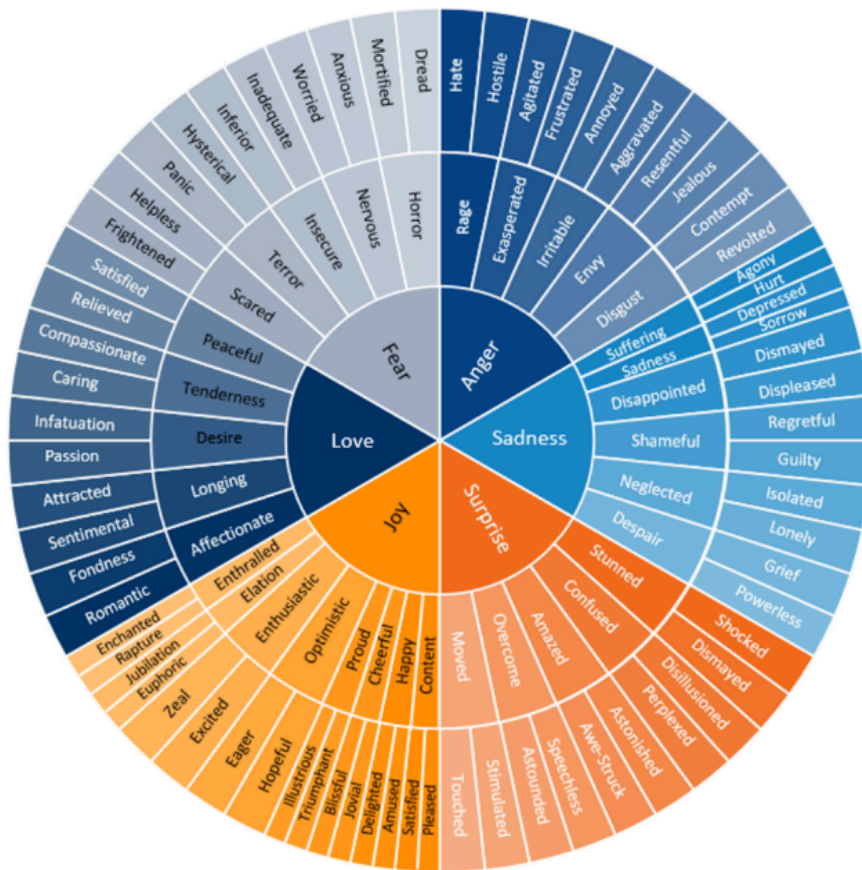 Anger
Rage
Hate
Hostile
Exasperated
Agitated
Frustrated
Irritable
Annoyed
Aggravated
Envy
Resentful
Jealous
Disgust
Contempt
Revolted
Sadness
Suffering
Agony
Hurt
Sadness
Depressed
Sorrow
Disappointed
Dismayed
Displeased
Shameful
Regretful
Guilty
Neglected
Isolated
Lonely
Despair
Grief
Powerless
Surprise
Stunned
Shocked
Dismayed
Confused
Disillusioned
Perplexed
Amazed
Astonished
Awe-Struck
Overcome
Speechless
Astounded
Moved
Stimulated
Touched
Joy
Content
Pleased
Satisfied
Happy
Amused
Delighted
Cheerful
Jovial
Blissful
Proud
Triumphant
Illustrious
Optimistic
Hopeful
Eager
Enthusiastic
Excited
Zeal
Elation
Euphoric
Jubilation
Enthralled
Rapture
Enchanted
Love
Affectionate
Romantic
Fondness
Longing
Sentimental
Attracted
Desire
Passion
Infatuation
Tenderness
Caring
Compassionate
Peaceful
Relieved
Satisfied
Fear
Scared
Frightened
Helpless
Terror
Panic
Hysterical
Insecure
Inferior
Inadequate
Nervous
Worried
Anxious
Horror
Mortified
Dread